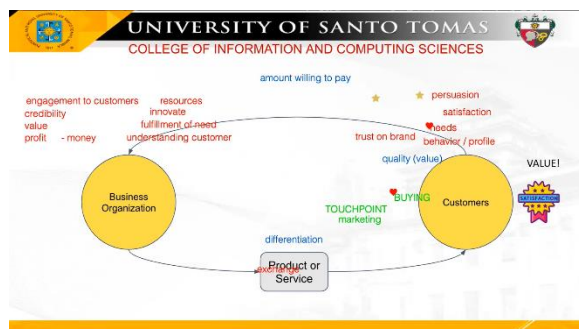 UNIVERSITY OF SANTO TOMAS
COLLEGE OF INFORMATION AND COMPUTING SCIENCES
amount willing to pay
engagement to customers
resources
persuasion
credibility
innovate
satisfaction
value
fulfillment of need
needs
profit - money
understanding customer
trust on brand
behavior / profile
quality (value)
VALUE!
Business
Organization
BUYING
Customers
SATISFACTION
TOUCHPOINT
marketing
differentiation
Product or
Service
exchange